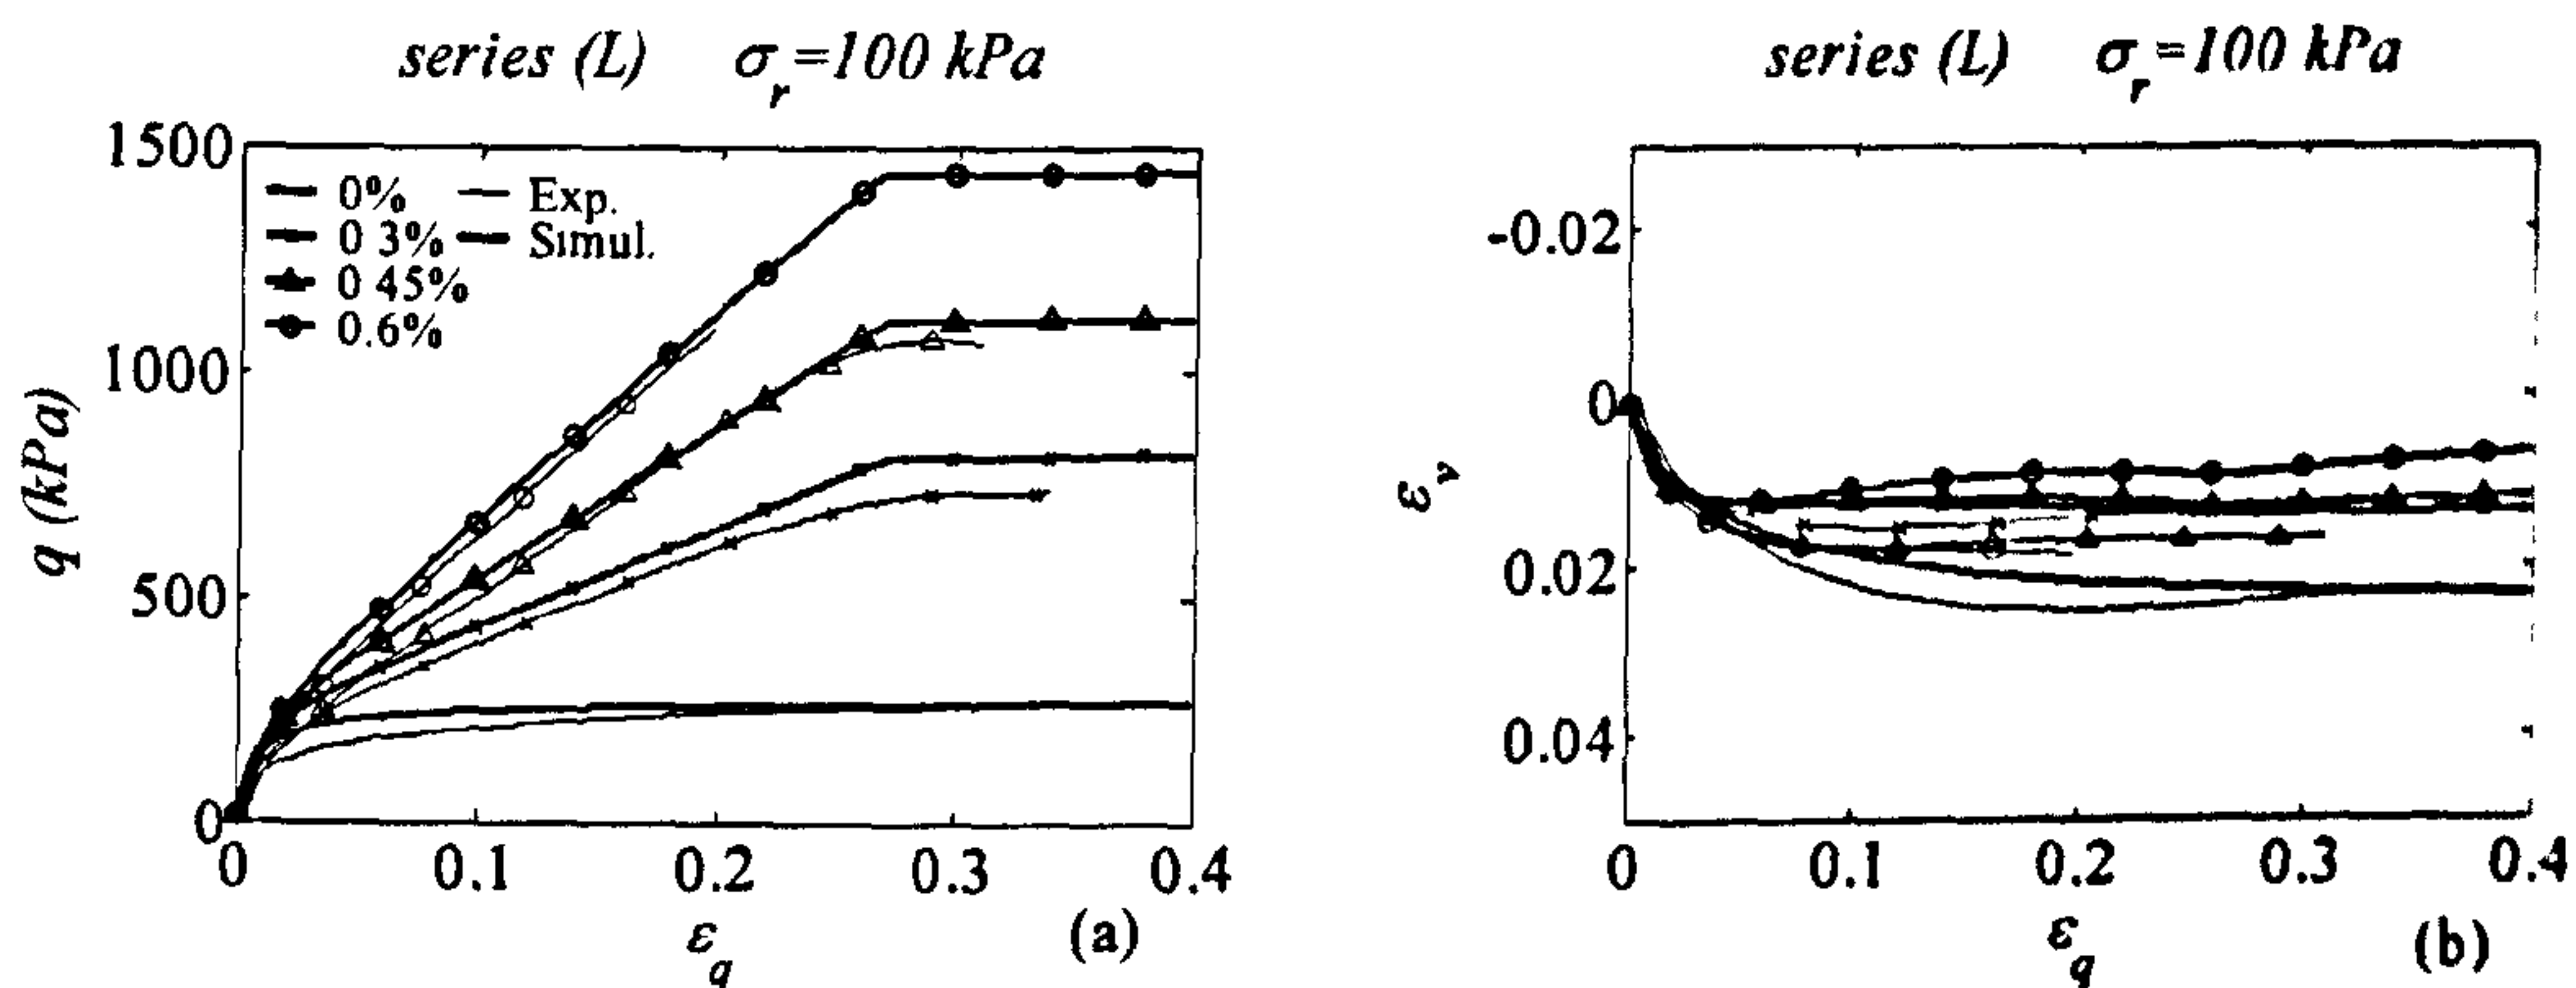 series (L) σr=100 kPa
1500
1000
500
0
q (kPa)
0% Exp.
0 3% Simul.
0 45%
0.6%
0 0.1 0.2 0.3 0.4
εq
(a)
series (L) σr=100 kPa
-0.02
0
0.02
0.04
εv
0 0.1 0.2 0.3 0.4
εq
(b)